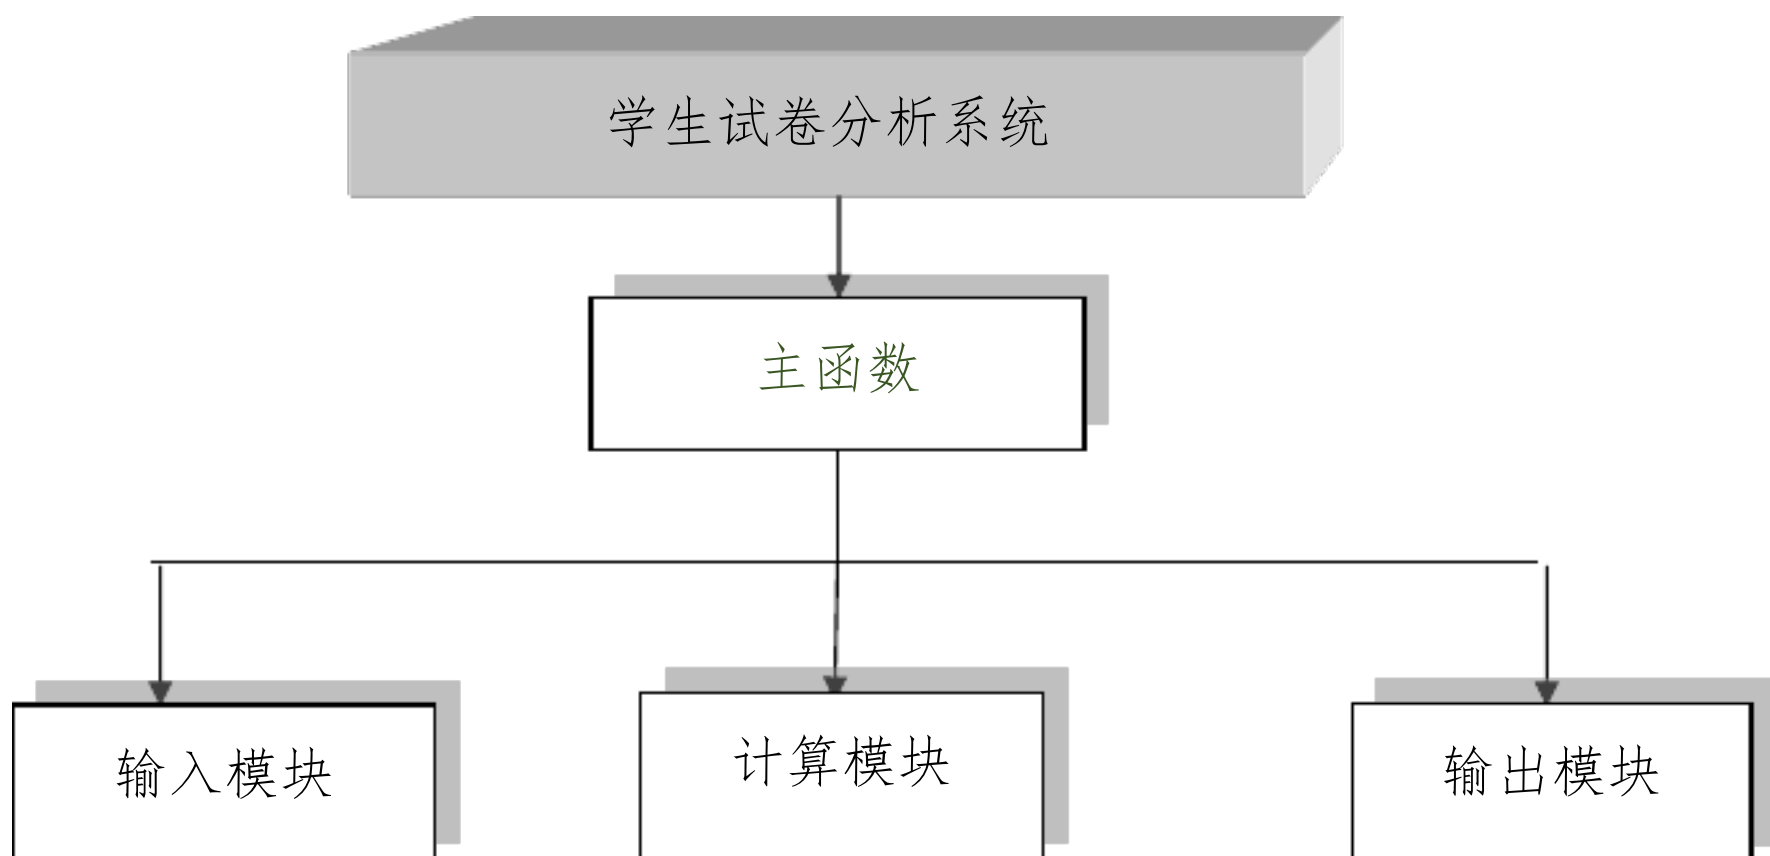 学生试卷分析系统
主函数
输入模块
计算模块
输出模块